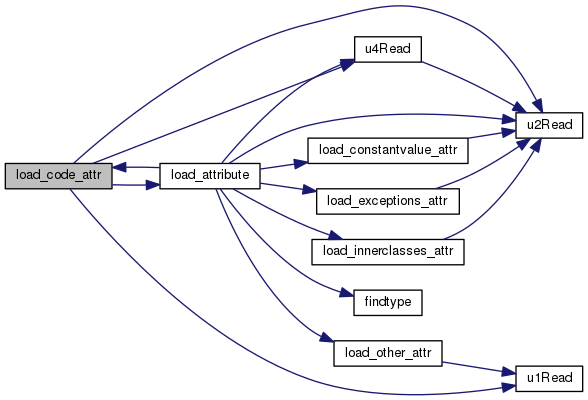 load_code_attr
load_attribute
u4Read
u2Read
load_constantvalue_attr
load_exceptions_attr
load_innerclasses_attr
findtype
load_other_attr
u1Read